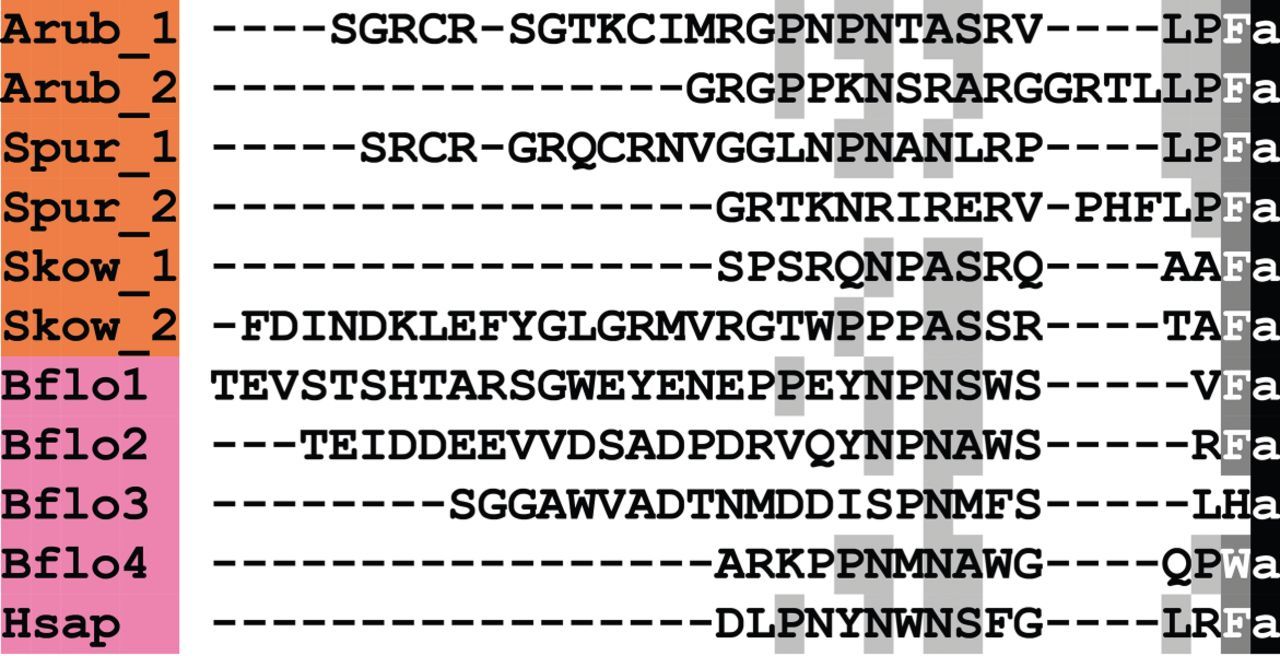 Arub_1 ----SGRCR-SGTKCIMRGPNPNTASRV----LPFa
Arub_2 ----------------GRGPPKNSRARGGRTLLPFa
Spur_1 -----SRCR-GRQCRNVGGLNPNANLRP----LPFa
Spur_2 -----------------GRTKNRIRERV-PHFLPFa
Skow_1 -----------------SPSRQNPASRQ----AAFa
Skow_2 -FDINDKLEFYGLGRMVRGTWPPPASSR----TAFa
Bflo1 TEVSTSHTARSGWEYENEPPEYNPNSWS-----VFa
Bflo2 ---TEIDDEEVVDSADPDRVQYNPNAWS-----RFa
Bflo3 --------SGGAWVADTNMDDISPNMFS-----LHa
Bflo4 -----------------ARKPPNMNAWG----QPWa
Hsap -----------------DLPNYNWNSFG----LRFa